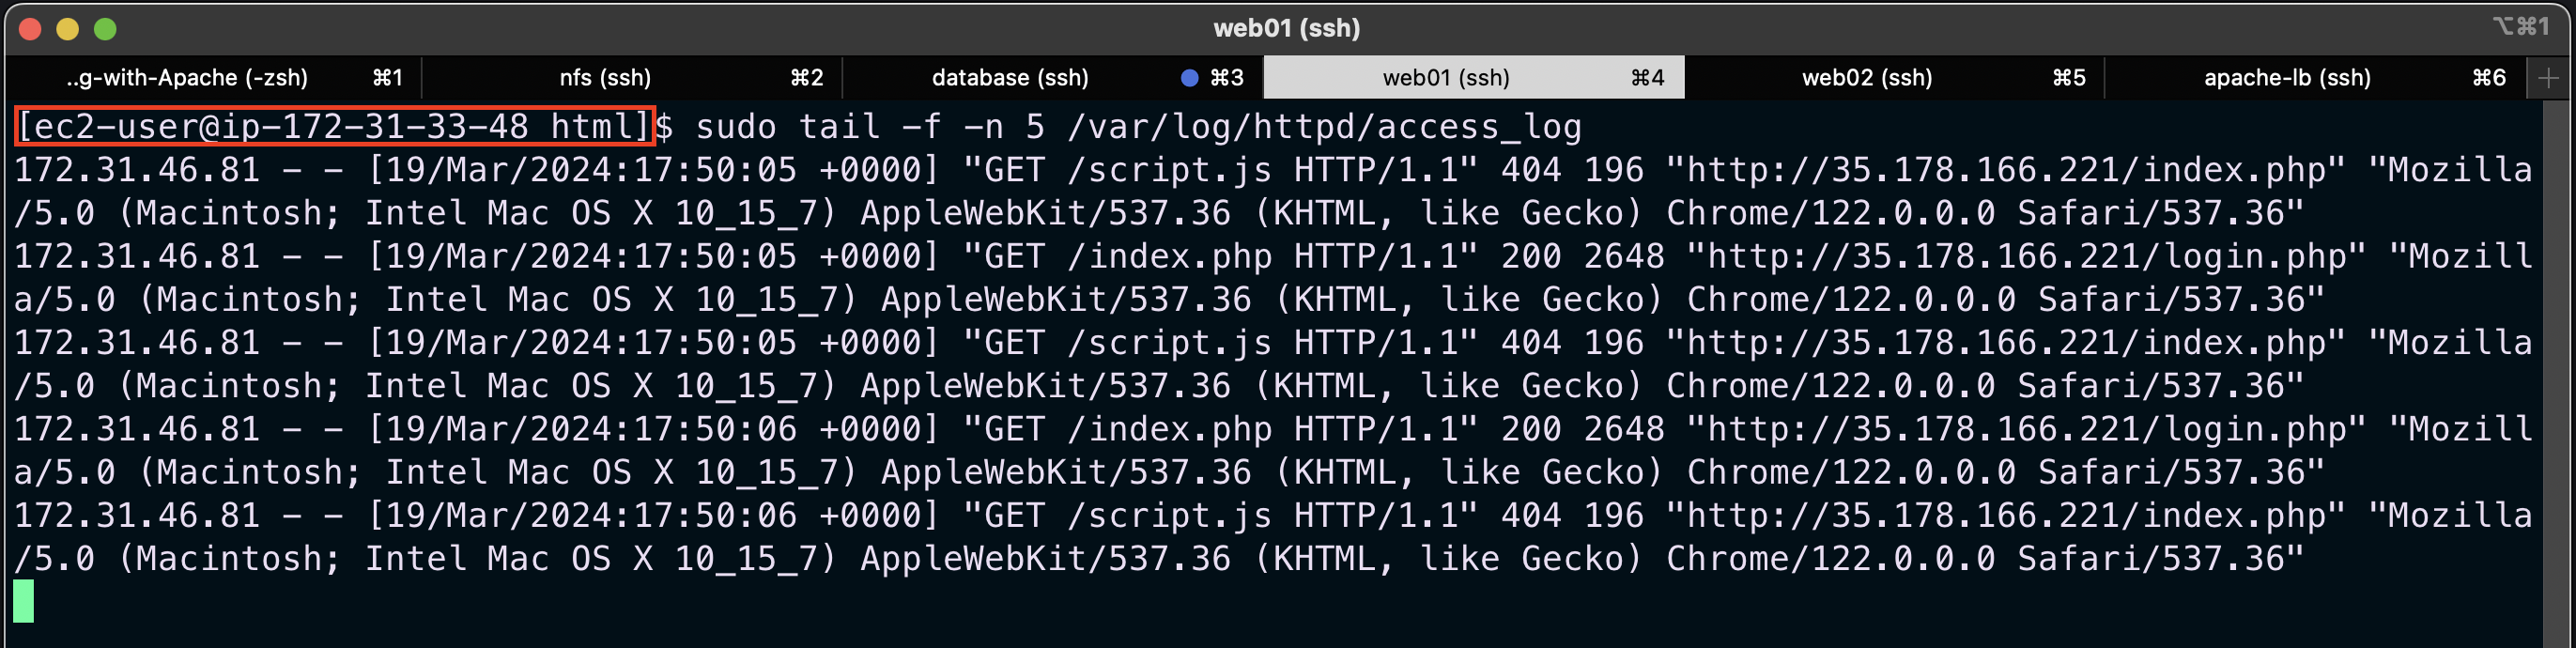 web01 (ssh)
⌥⌘1
..g-with-Apache (-zsh) ⌘1 nfs (ssh) ⌘2 database (ssh) ⌘3 web01 (ssh) ⌘4 web02 (ssh) ⌘5 apache-lb (ssh) ⌘6 +
[ec2-user@ip-172-31-33-48 html]$ sudo tail -f -n 5 /var/log/httpd/access_log
172.31.46.81 - - [19/Mar/2024:17:50:05 +0000] "GET /script.js HTTP/1.1" 404 196 "http://35.178.166.221/index.php" "Mozilla
/5.0 (Macintosh; Intel Mac OS X 10_15_7) AppleWebKit/537.36 (KHTML, like Gecko) Chrome/122.0.0.0 Safari/537.36"
172.31.46.81 - - [19/Mar/2024:17:50:05 +0000] "GET /index.php HTTP/1.1" 200 2648 "http://35.178.166.221/login.php" "Mozill
a/5.0 (Macintosh; Intel Mac OS X 10_15_7) AppleWebKit/537.36 (KHTML, like Gecko) Chrome/122.0.0.0 Safari/537.36"
172.31.46.81 - - [19/Mar/2024:17:50:05 +0000] "GET /script.js HTTP/1.1" 404 196 "http://35.178.166.221/index.php" "Mozilla
/5.0 (Macintosh; Intel Mac OS X 10_15_7) AppleWebKit/537.36 (KHTML, like Gecko) Chrome/122.0.0.0 Safari/537.36"
172.31.46.81 - - [19/Mar/2024:17:50:06 +0000] "GET /index.php HTTP/1.1" 200 2648 "http://35.178.166.221/login.php" "Mozill
a/5.0 (Macintosh; Intel Mac OS X 10_15_7) AppleWebKit/537.36 (KHTML, like Gecko) Chrome/122.0.0.0 Safari/537.36"
172.31.46.81 - - [19/Mar/2024:17:50:06 +0000] "GET /script.js HTTP/1.1" 404 196 "http://35.178.166.221/index.php" "Mozilla
/5.0 (Macintosh; Intel Mac OS X 10_15_7) AppleWebKit/537.36 (KHTML, like Gecko) Chrome/122.0.0.0 Safari/537.36"